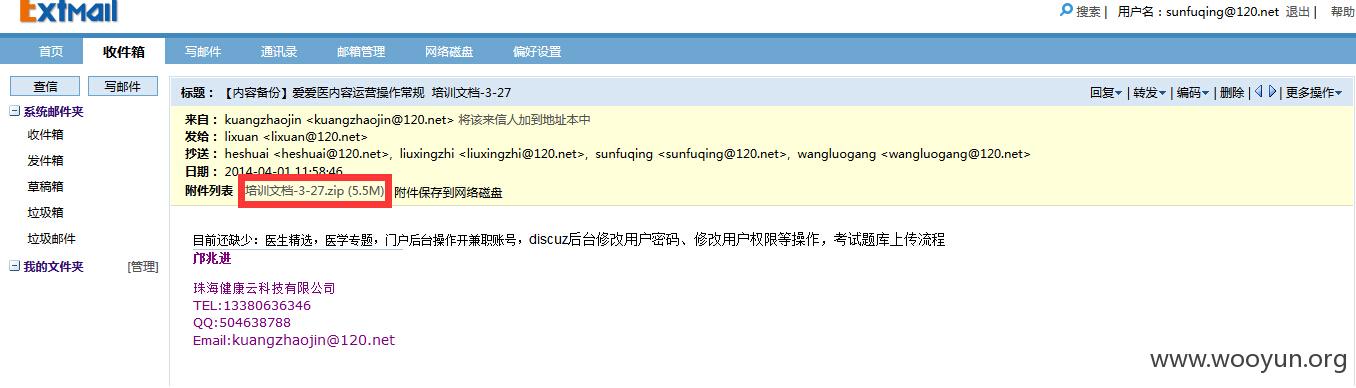 ExtMail
搜索 | 用户名：sunfuqing@120.net 退出 | 帮助
首页 收件箱 写邮件 通讯录 邮箱管理 网络磁盘 偏好设置
查信 写邮件
系统邮件夹
收件箱
发件箱
草稿箱
垃圾箱
垃圾邮件
我的文件夹 [管理]
标题： 【内容备份】爱爱医内容运营操作常规 培训文档-3-27
回复 | 转发 | 编码 | 删除 | 更多操作
来自： kuangzhaojin <kuangzhaojin@120.net> 将该来信人加到地址本中
发给： lixuan <lixuan@120.net>
抄送： heshuai <heshuai@120.net>, liuxingzhi <liuxingzhi@120.net>, sunfuqing <sunfuqing@120.net>, wangluogang <wangluogang@120.net>
日期： 2014-04-01 11:58:46
附件列表 培训文档-3-27.zip (5.5M) 附件保存到网络磁盘
目前还缺少：医生精选，医学专题，门户后台操作开兼职账号，discuz后台修改用户密码、修改用户权限等操作，考试题库上传流程
邝兆进
珠海健康云科技有限公司
TEL:13380636346
QQ:504638788
Email:kuangzhaojin@120.net
www.wooyun.org